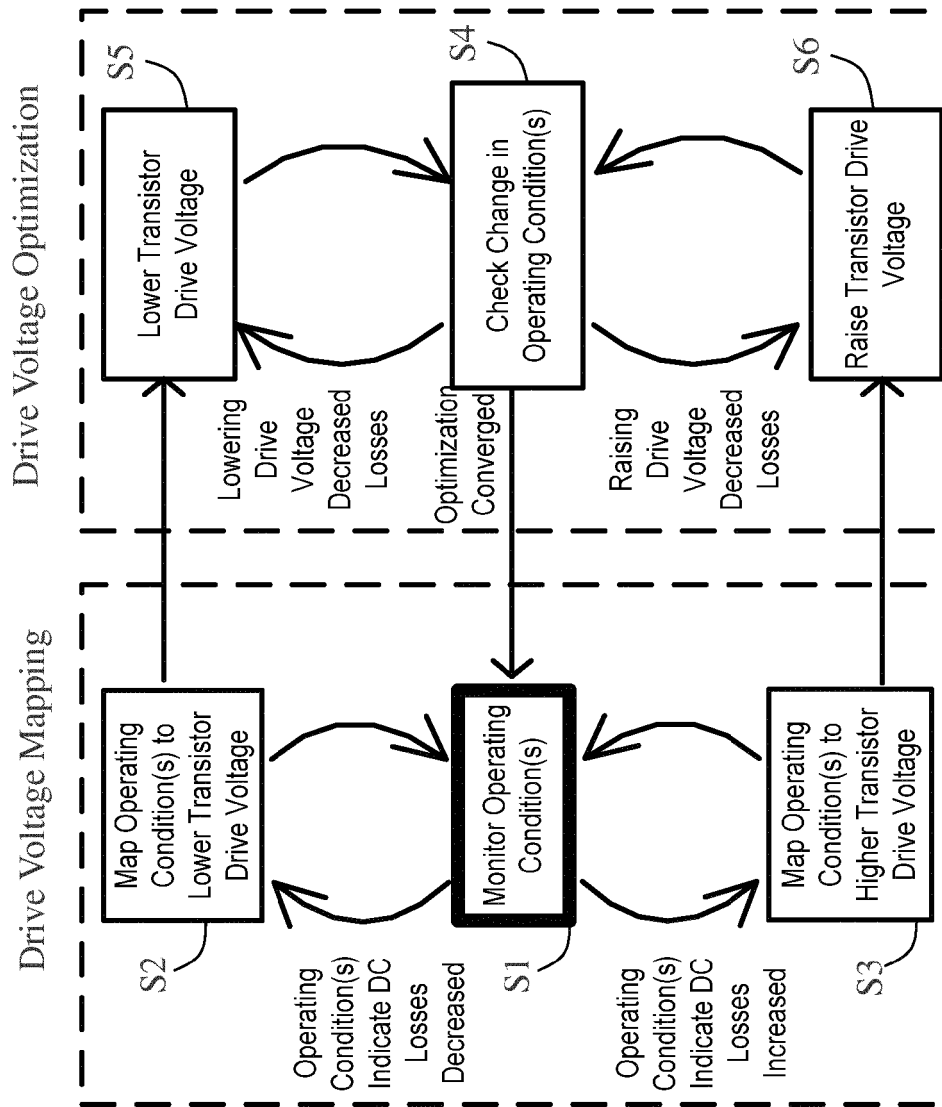 Drive Voltage Mapping
S2
Map Operating
Condition(s) to
Lower Transistor
Drive Voltage
Operating
Condition(s)
Indicate DC
Losses
Decreased
S1
Monitor Operating
Condition(s)
Operating
Condition(s)
Indicate DC
Losses
Increased
S3
Map Operating
Condition(s) to
Higher Transistor
Drive Voltage
Drive Voltage Optimization
S5
Lower Transistor
Drive Voltage
Lowering
Drive
Voltage
Decreased
Losses
S4
Check Change in
Operating Condition(s)
Optimization
Converged
Raising
Drive
Voltage
Decreased
Losses
S6
Raise Transistor Drive
Voltage